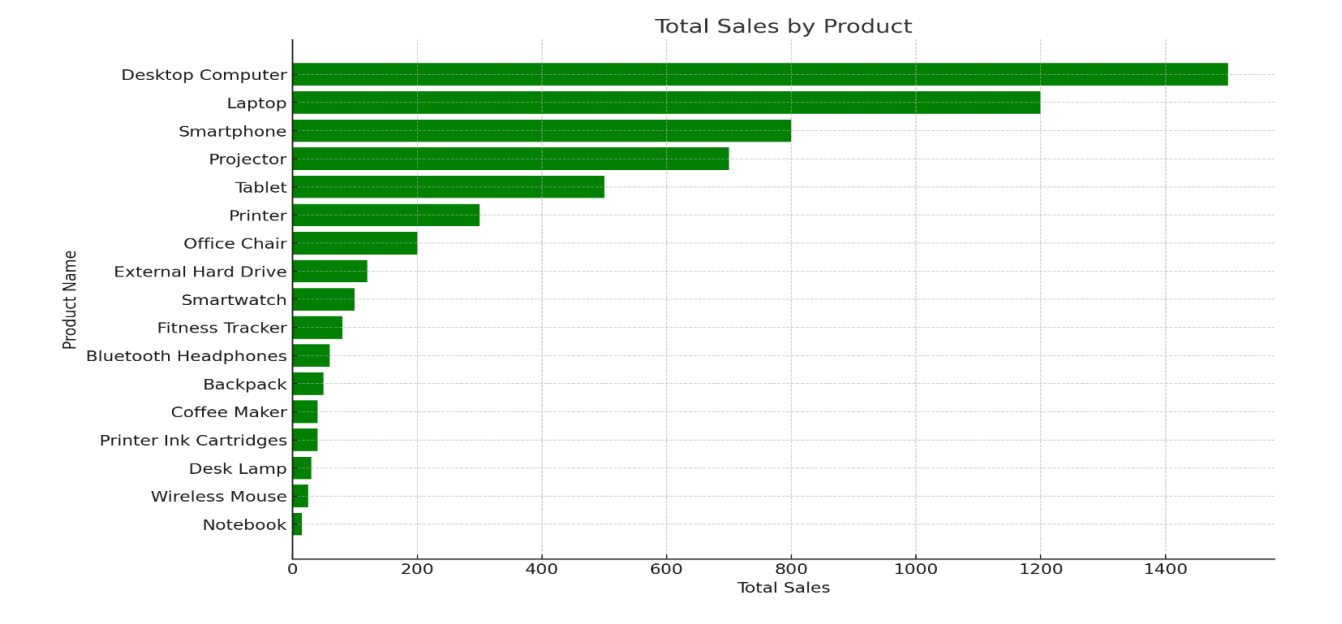 Total Sales by Product
Product Name
Desktop Computer
Laptop
Smartphone
Projector
Tablet
Printer
Office Chair
External Hard Drive
Smartwatch
Fitness Tracker
Bluetooth Headphones
Backpack
Coffee Maker
Printer Ink Cartridges
Desk Lamp
Wireless Mouse
Notebook
0 200 400 600 800 1000 1200 1400
Total Sales